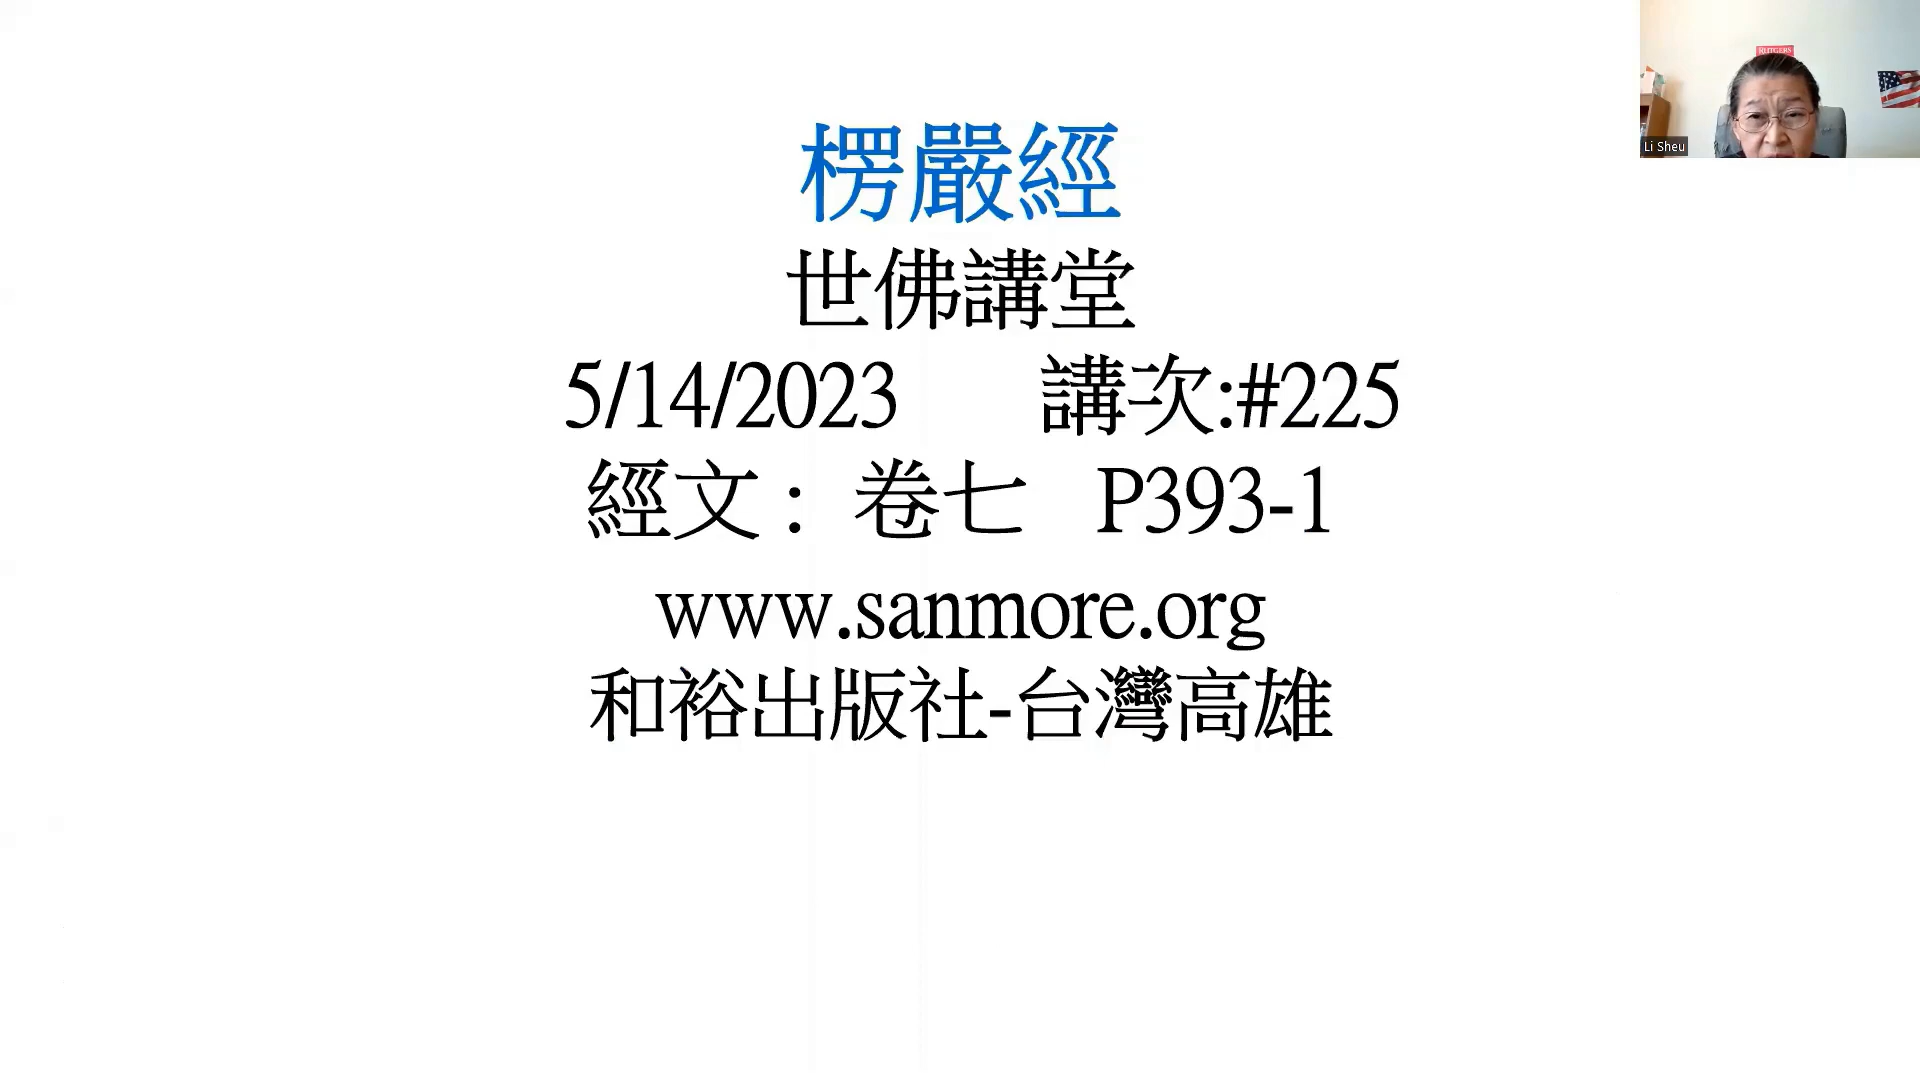 楞嚴經
世佛講堂
5/14/2023 講次:#225
經文 : 卷七 P393-1
www.sanmore.org
和裕出版社-台灣高雄
RUTGERS
Li Sheu